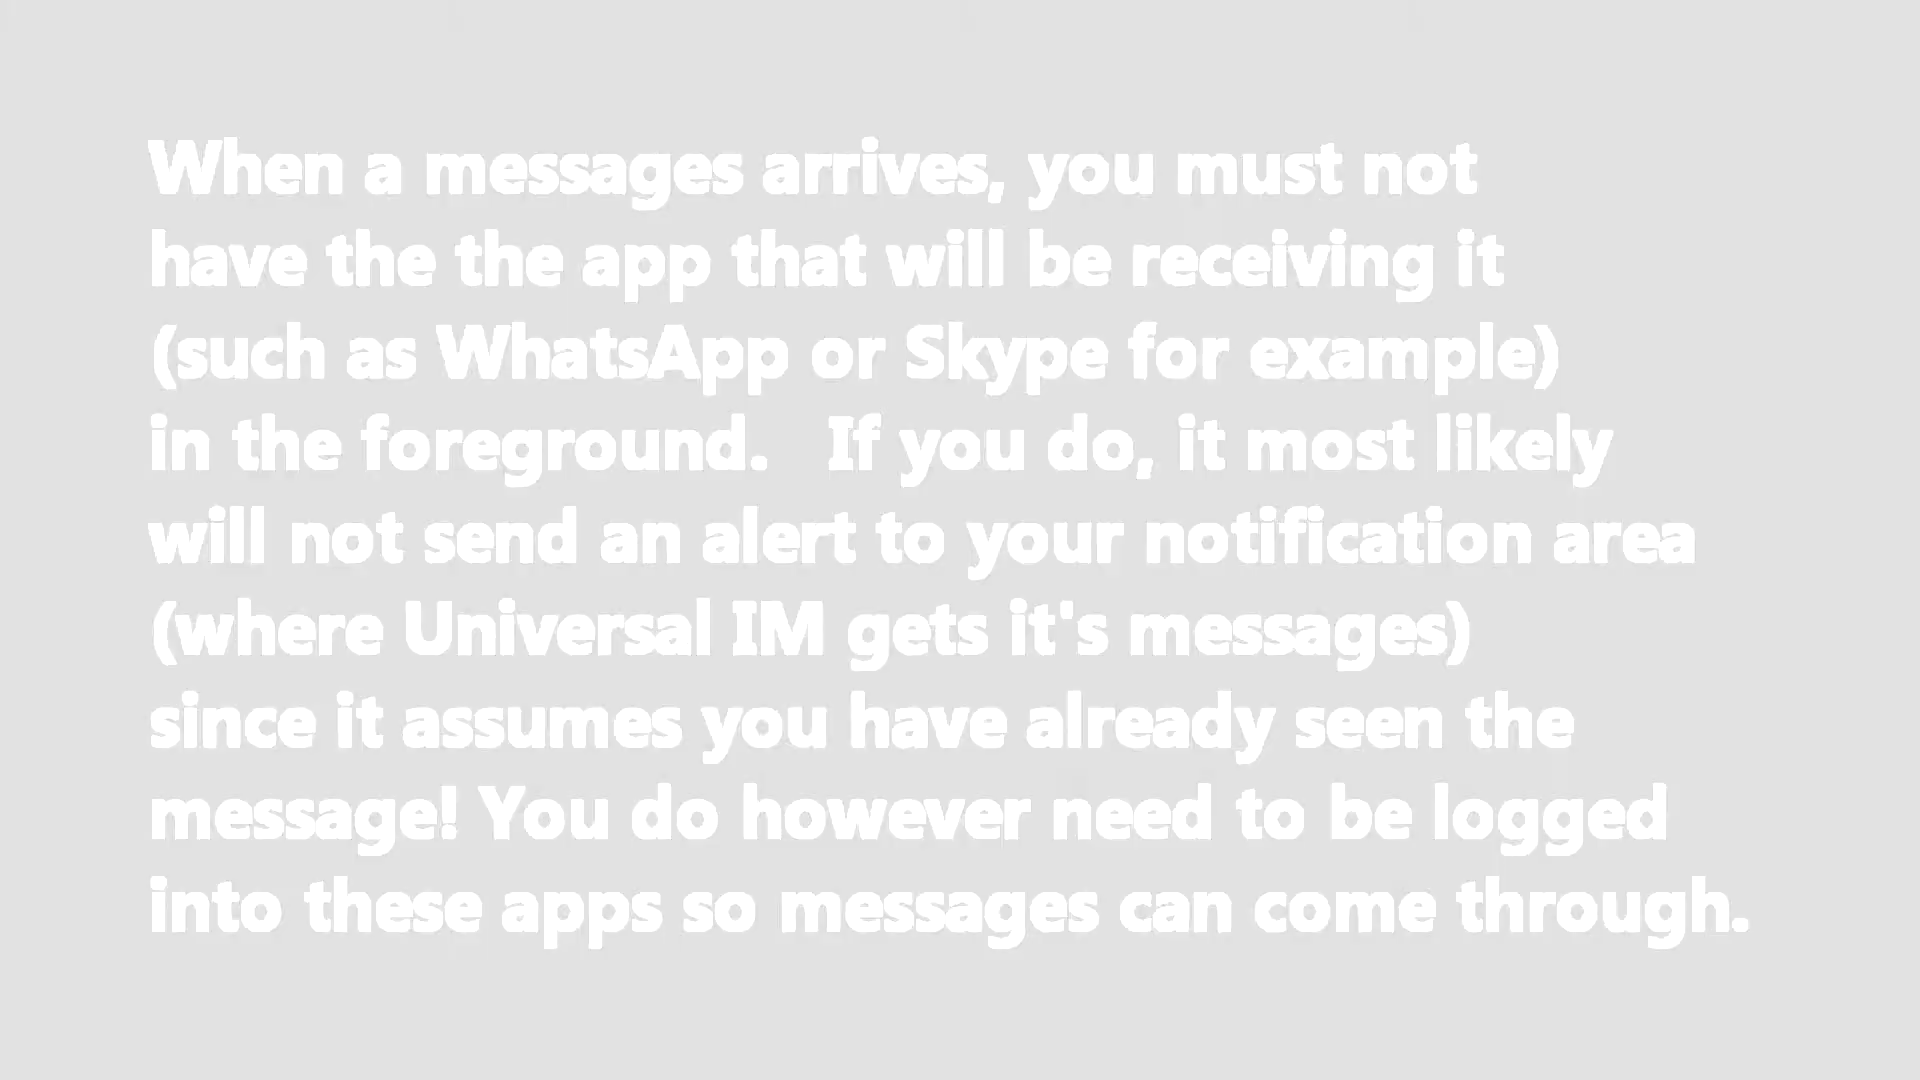 When a messages arrives, you must not
have the the app that will be receiving it
(such as WhatsApp or Skype for example)
in the foreground.   If you do, it most likely
will not send an alert to your notification area
(where Universal IM gets it's messages)
since it assumes you have already seen the
message! You do however need to be logged
into these apps so messages can come through.